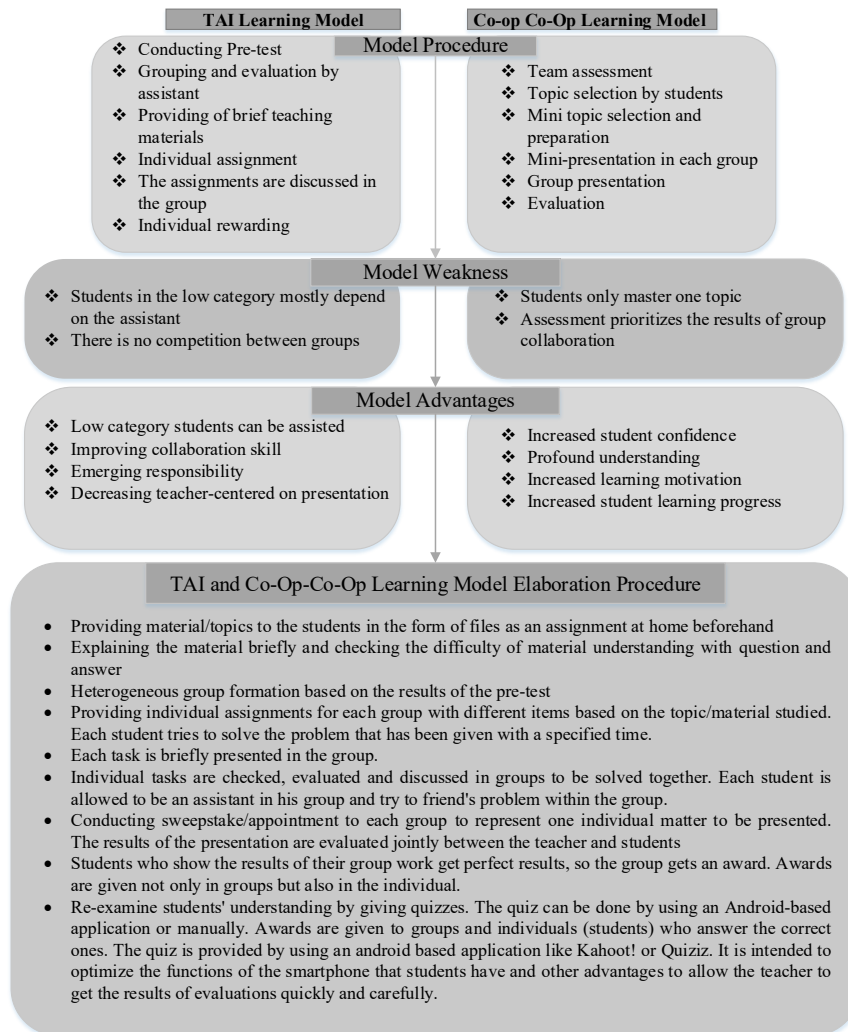 TAI Learning Model
Co-op Co-Op Learning Model
Model Procedure
❖ Conducting Pre-test
❖ Grouping and evaluation by
assistant
❖ Providing of brief teaching
materials
❖ Individual assignment
❖ The assignments are discussed in
the group
❖ Individual rewarding
❖ Team assessment
❖ Topic selection by students
❖ Mini topic selection and
preparation
❖ Mini-presentation in each group
❖ Group presentation
❖ Evaluation
Model Weakness
❖ Students in the low category mostly depend
on the assistant
❖ There is no competition between groups
❖ Students only master one topic
❖ Assessment prioritizes the results of group
collaboration
Model Advantages
❖ Low category students can be assisted
❖ Improving collaboration skill
❖ Emerging responsibility
❖ Decreasing teacher-centered on presentation
❖ Increased student confidence
❖ Profound understanding
❖ Increased learning motivation
❖ Increased student learning progress
TAI and Co-Op-Co-Op Learning Model Elaboration Procedure
• Providing material/topics to the students in the form of files as an assignment at home beforehand
• Explaining the material briefly and checking the difficulty of material understanding with question and
answer
• Heterogeneous group formation based on the results of the pre-test
• Providing individual assignments for each group with different items based on the topic/material studied.
Each student tries to solve the problem that has been given with a specified time.
• Each task is briefly presented in the group.
• Individual tasks are checked, evaluated and discussed in groups to be solved together. Each student is
allowed to be an assistant in his group and try to friend's problem within the group.
• Conducting sweepstake/appointment to each group to represent one individual matter to be presented.
The results of the presentation are evaluated jointly between the teacher and students
• Students who show the results of their group work get perfect results, so the group gets an award. Awards
are given not only in groups but also in the individual.
• Re-examine students' understanding by giving quizzes. The quiz can be done by using an Android-based
application or manually. Awards are given to groups and individuals (students) who answer the correct
ones. The quiz is provided by using an android based application like Kahoot! or Quiziz. It is intended to
optimize the functions of the smartphone that students have and other advantages to allow the teacher to
get the results of evaluations quickly and carefully.